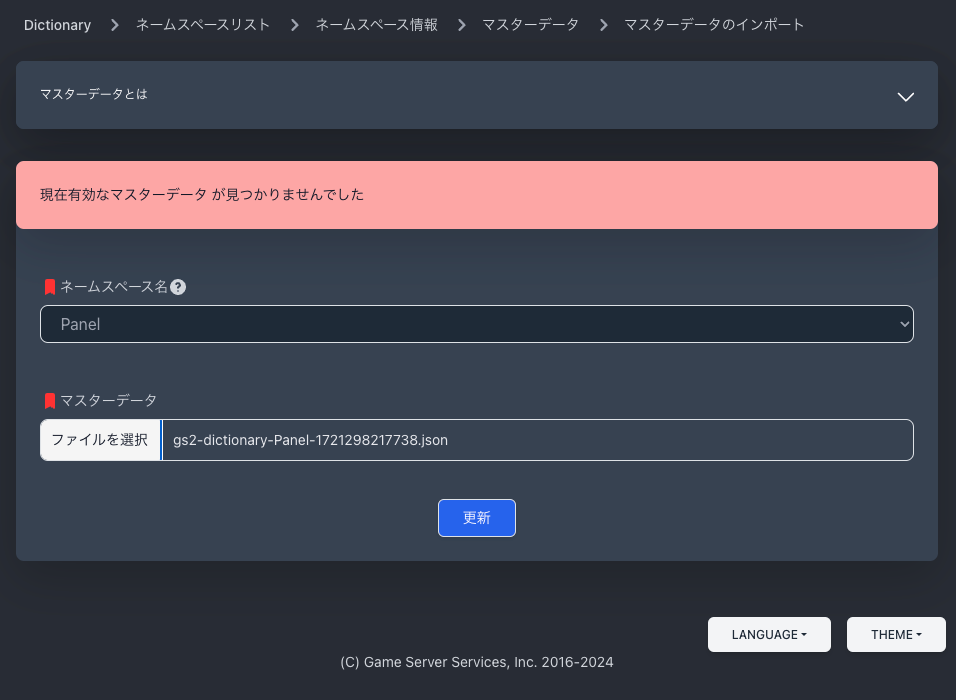 Dictionary ネームスペースリスト ネームスペース情報 マスターデータ マスターデータのインポート
マスターデータとは
現在有効なマスターデータ が見つかりませんでした
ネームスペース名 ?
Panel
マスターデータ
ファイルを選択 gs2-dictionary-Panel-1721298217738.json
更新
LANGUAGE THEME
(C) Game Server Services, Inc. 2016-2024